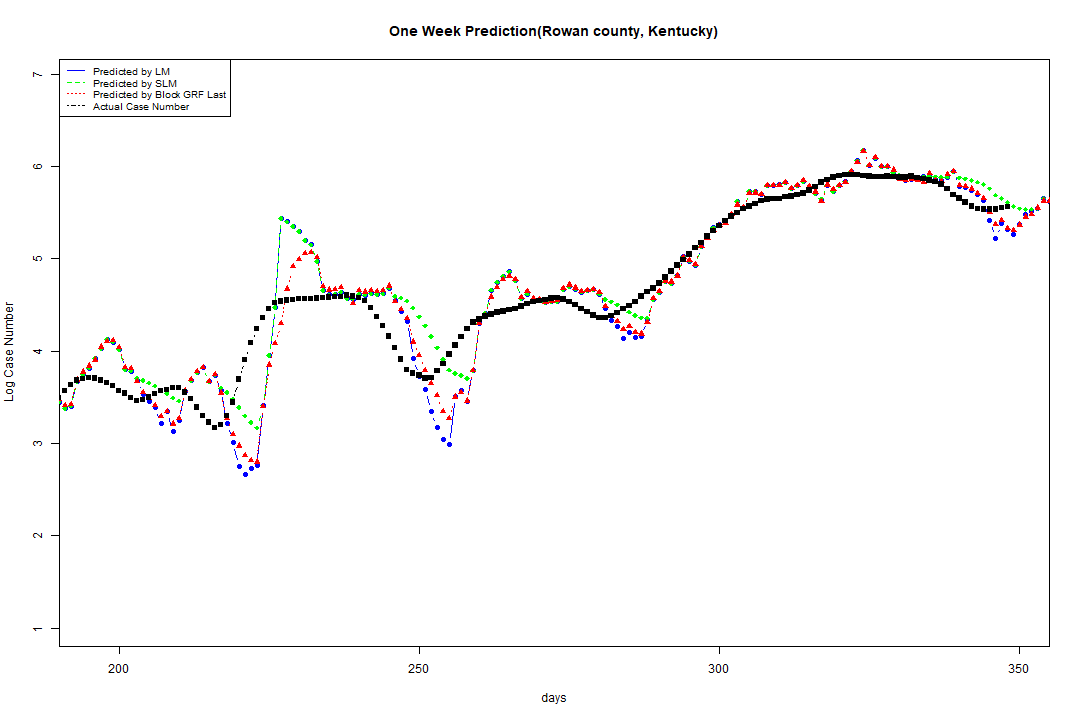 One Week Prediction(Rowan county, Kentucky)
Predicted by LM
Predicted by SLM
Predicted by Block GRF Last
Actual Case Number
7
6
5
4
3
2
1
Log Case Number
200
250
300
350
days